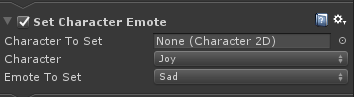 Set Character Emote
Character To Set None (Character 2D)
Character Joy
Emote To Set Sad